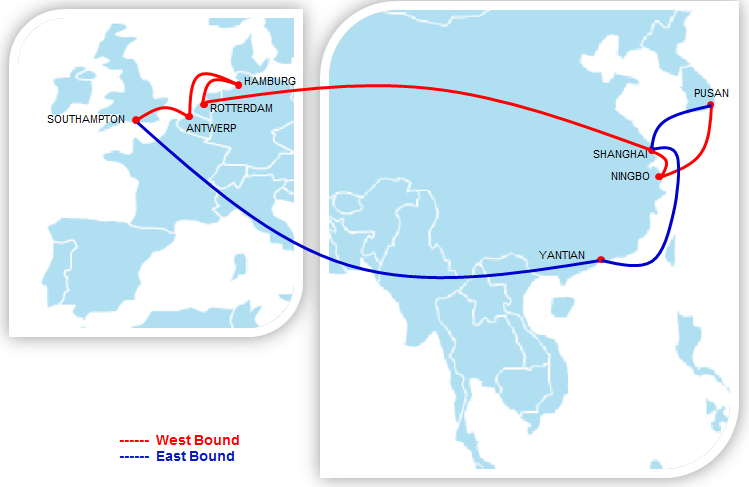 HAMBURG
ROTTERDAM
SOUTHAMPTON
ANTWERP
PUSAN
SHANGHAI
NINGBO
YANTIAN
------ West Bound
------ East Bound